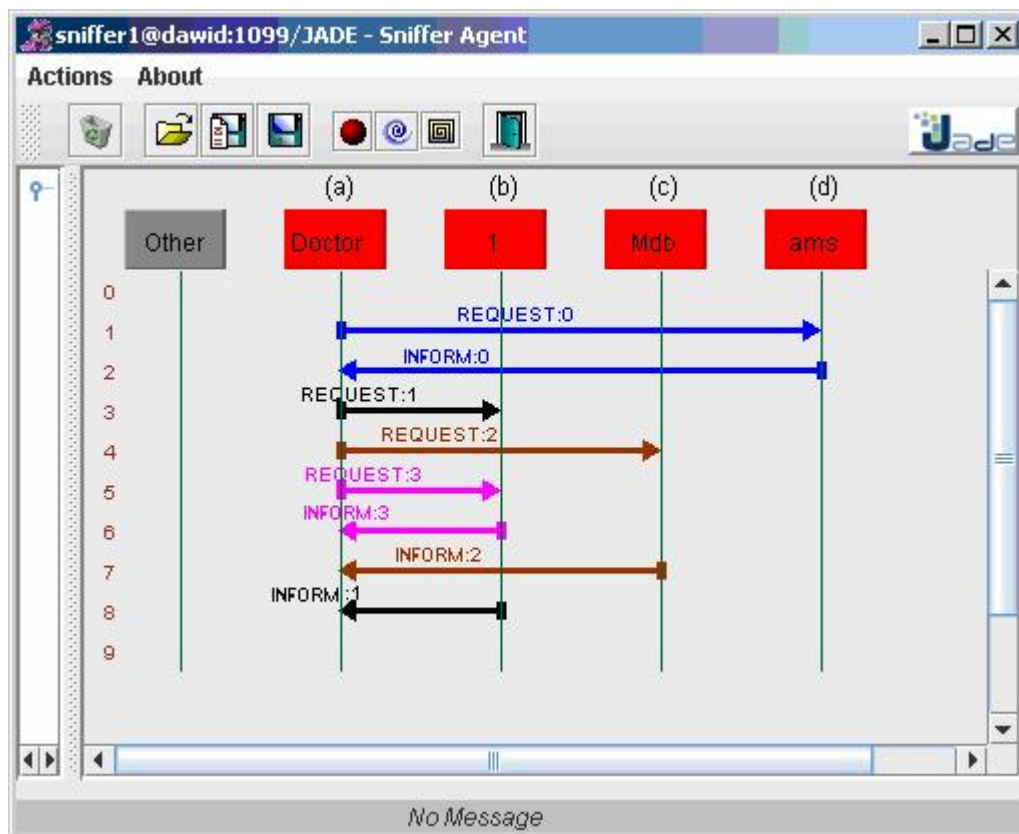 sniffer1@dawid:1099/JADE - Sniffer Agent
Actions About
Jade
(a) (b) (c) (d)
Other Doctor 1 Mdb ams
0
REQUEST:0
1
INFORM:0
2
REQUEST:1
3
REQUEST:2
4
REQUEST:3
5
INFORM:3
6
INFORM:2
7
INFORM:1
8
9
No Message